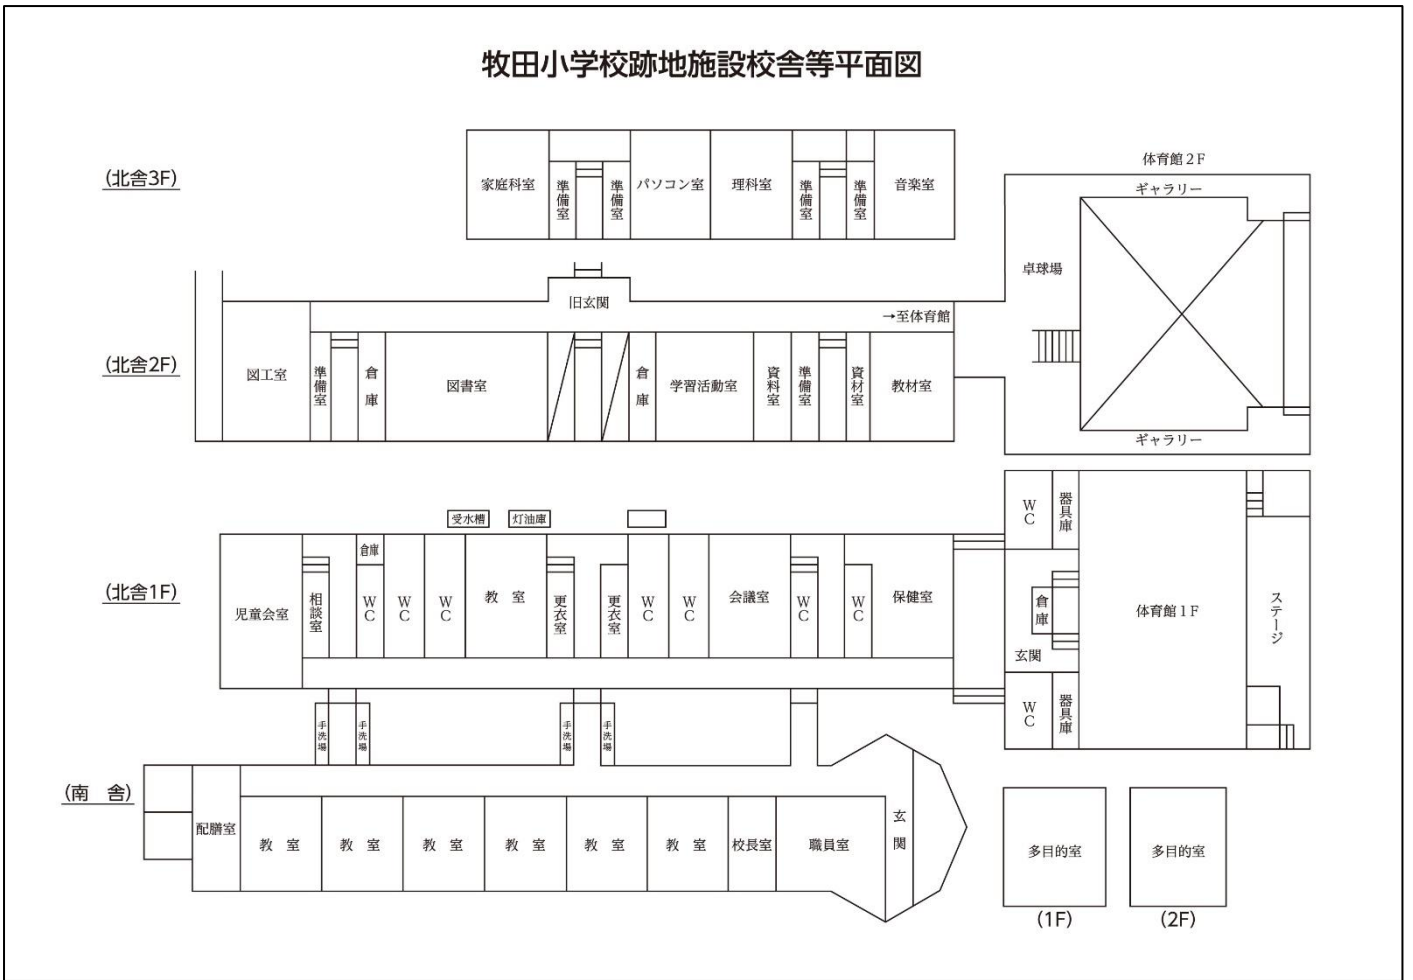 牧田小学校跡地施設校舎等平面図
(北舎3F)
家庭科室
準備室
準備室
パソコン室
理科室
準備室
準備室
音楽室
体育館2F
ギャラリー
卓球場
ギャラリー
(北舎2F)
旧玄関
→至体育館
図工室
準備室
倉庫
図書室
倉庫
学習活動室
資料室
準備室
資材室
教材室
(北舎1F)
受水槽
灯油庫
児童会室
相談室
倉庫
WC
WC
WC
教 室
更衣室
更衣室
WC
WC
会議室
WC
WC
保健室
WC
器具庫
倉庫
玄関
体育館1F
ステージ
WC
器具庫
手洗場
手洗場
手洗場
手洗場
(南 舎)
配膳室
教 室
教 室
教 室
教 室
教 室
教 室
校長室
職員室
玄関
多目的室
(1F)
多目的室
(2F)